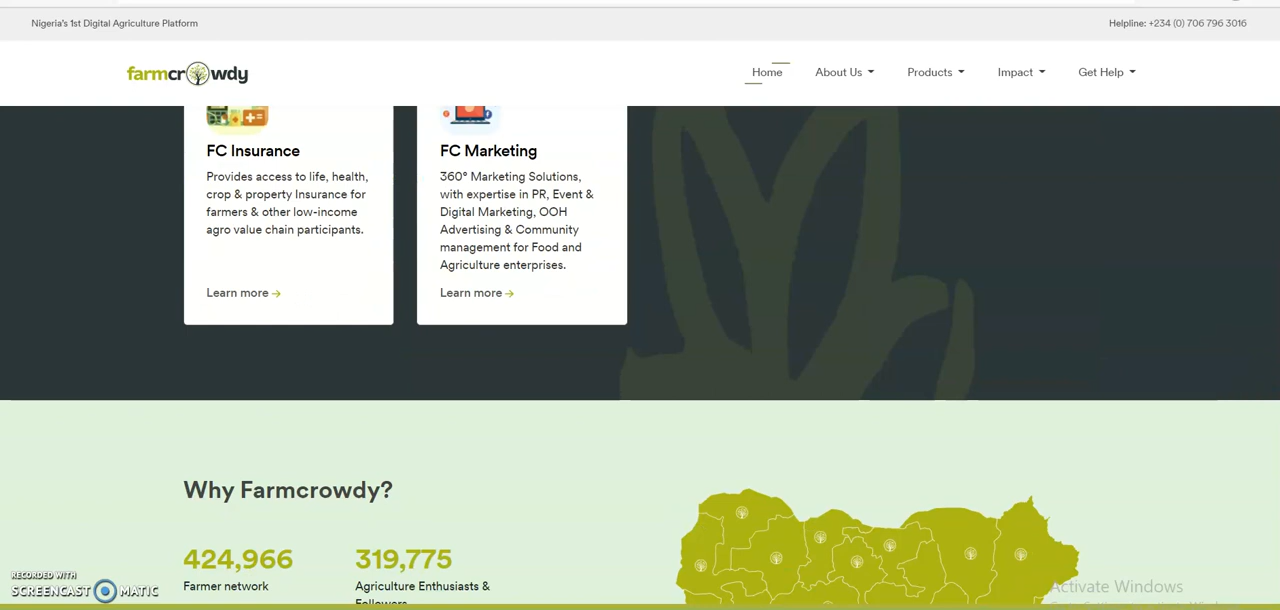 Nigeria's 1st Digital Agriculture Platform
Helpline: +234 (0) 706 796 3016
farmcrowdy
Home
About Us
Products
Impact
Get Help
FC Insurance
Provides access to life, health,
crop & property Insurance for
farmers & other low-income
agro value chain participants.
Learn more →
FC Marketing
360° Marketing Solutions,
with expertise in PR, Event &
Digital Marketing, OOH
Advertising & Community
management for Food and
Agriculture enterprises.
Learn more →
Why Farmcrowdy?
424,966
Farmer network
319,775
Agriculture Enthusiasts &
Followers
RECORDED WITH
SCREENCAST MATIC
Activate Windows